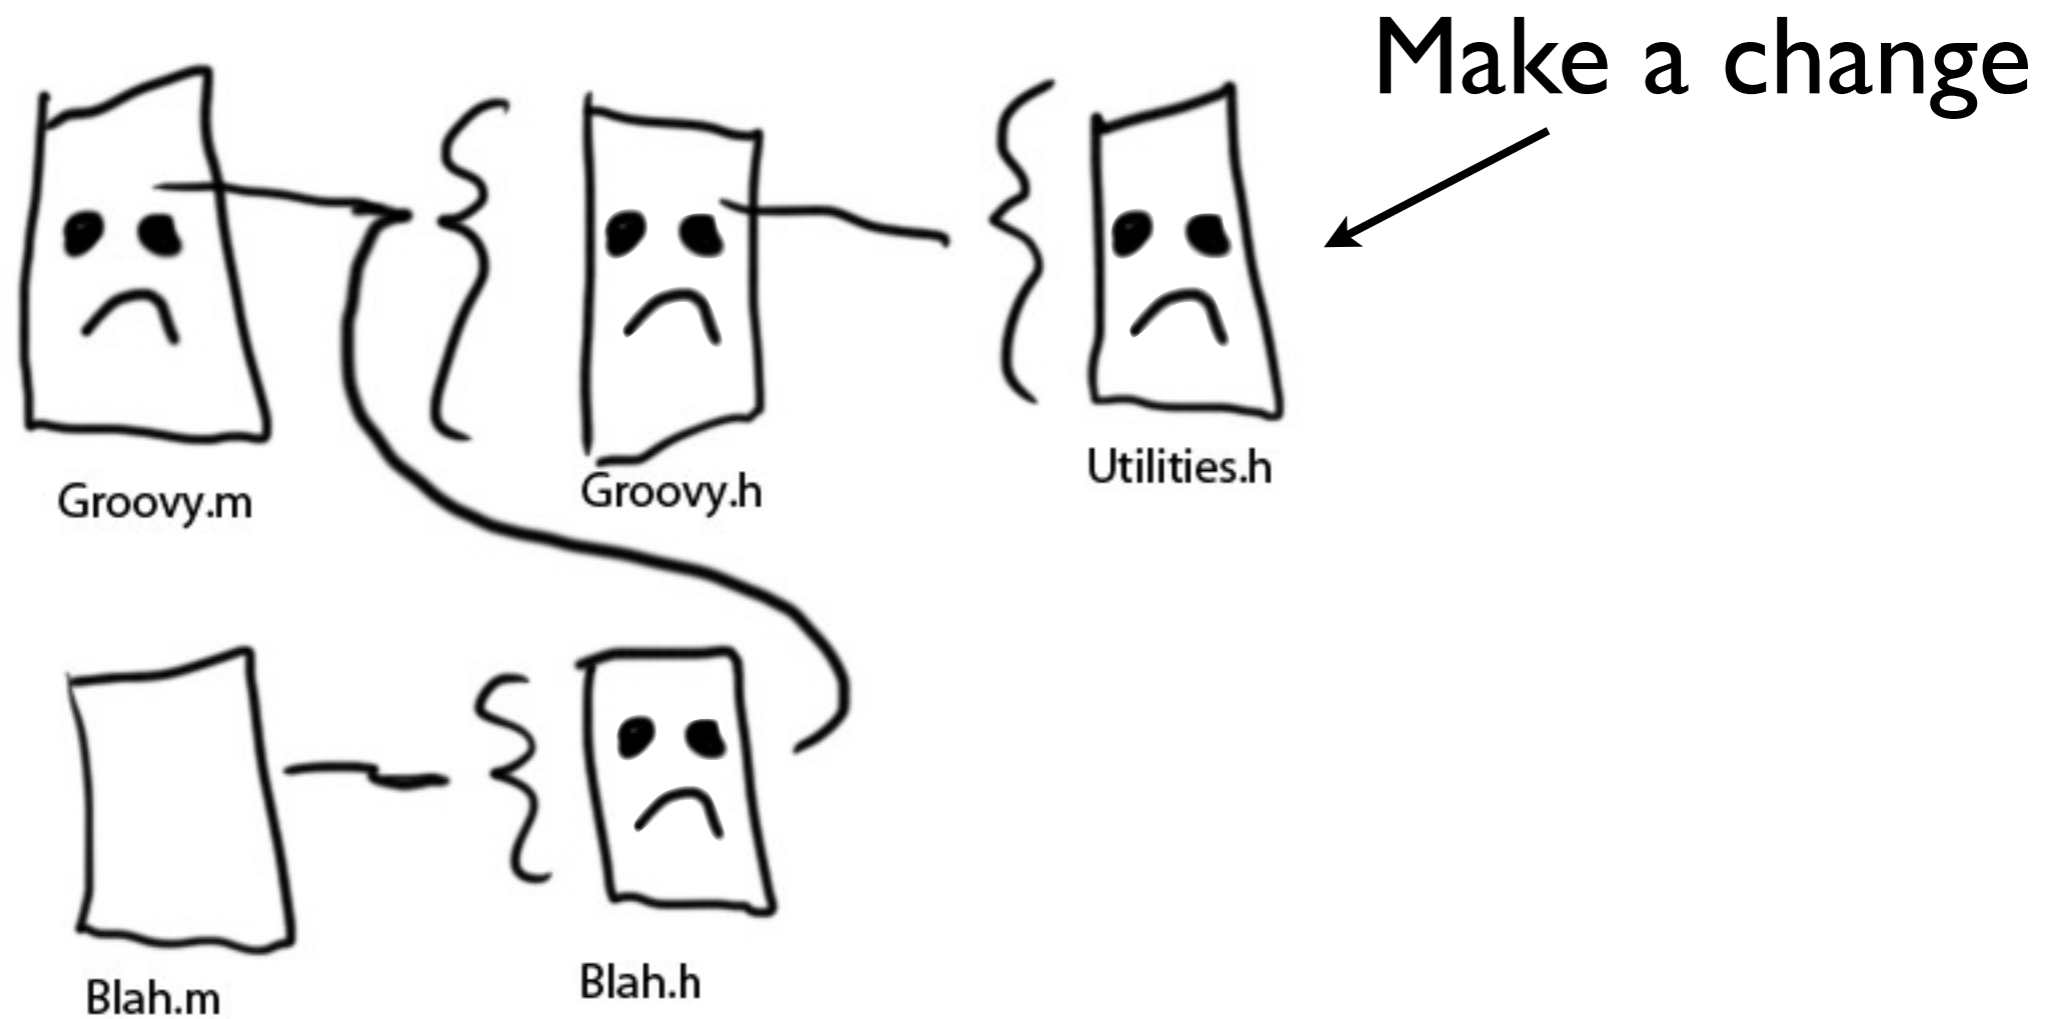 Make a change
Groovy.m
Groovy.h
Utilities.h
Blah.m
Blah.h